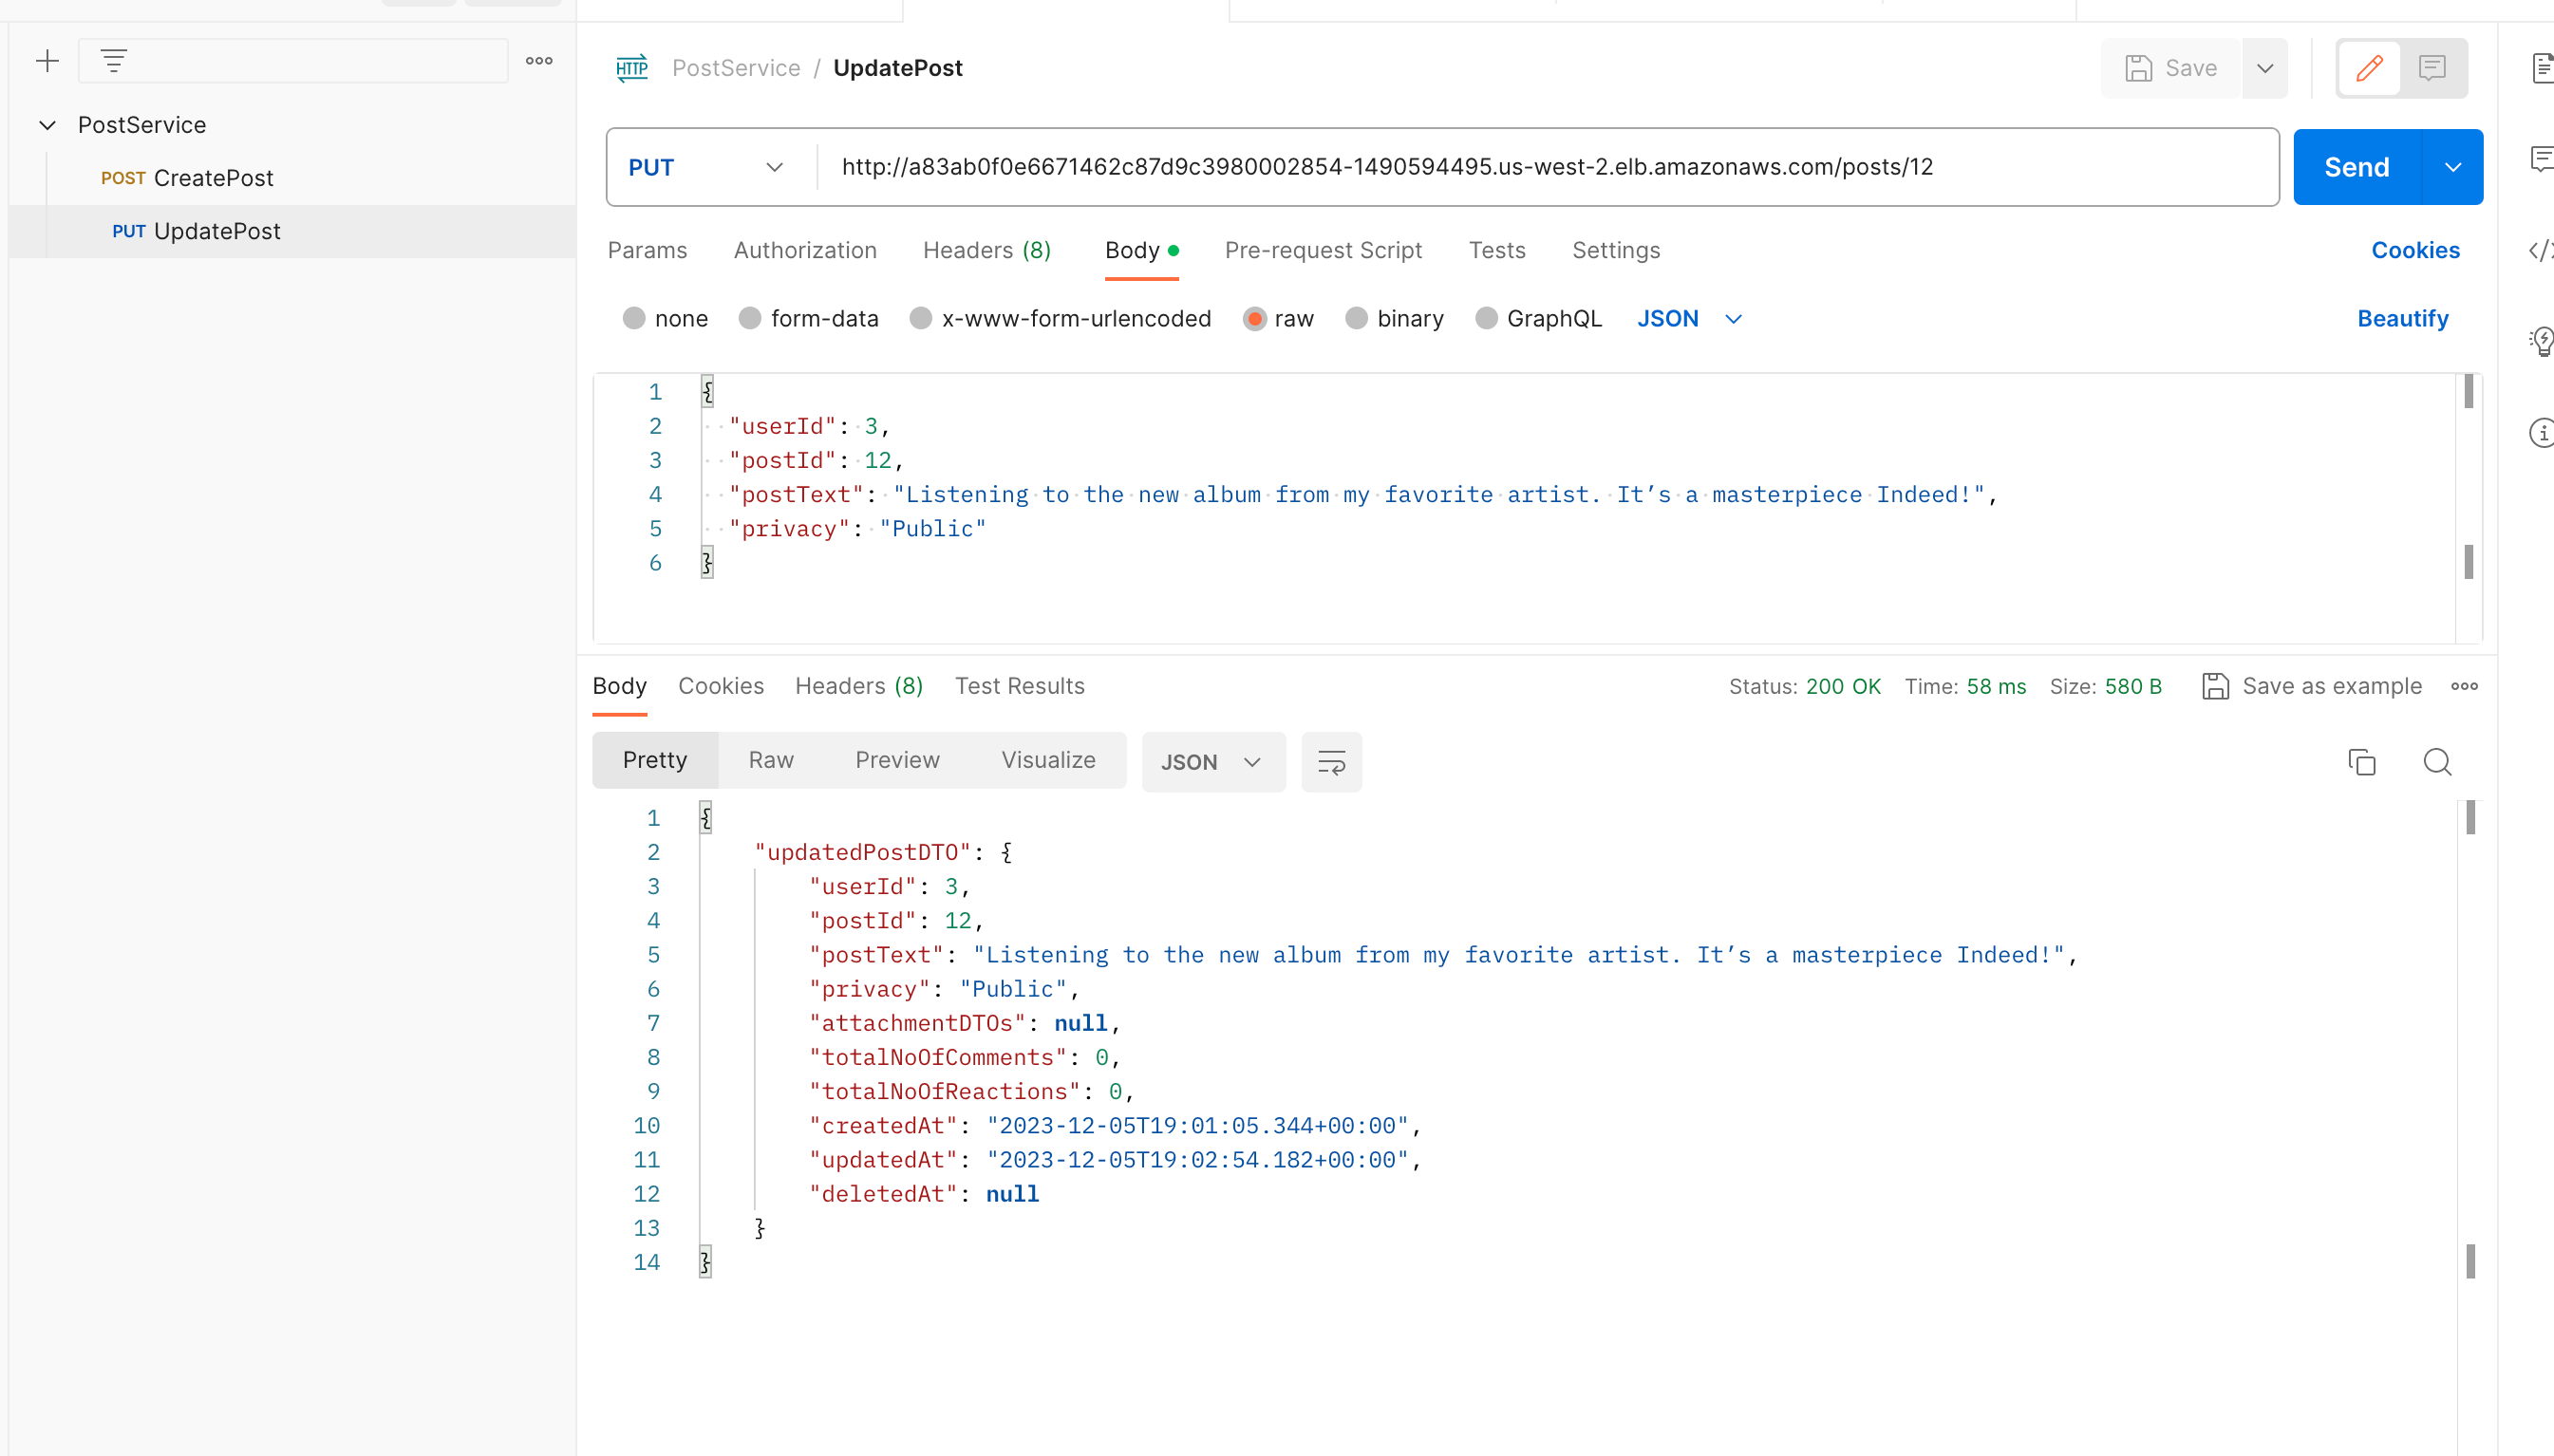 PostService
POST CreatePost
PUT UpdatePost
HTTP PostService / UpdatePost
Save
PUT http://a83ab0f0e6671462c87d9c3980002854-1490594495.us-west-2.elb.amazonaws.com/posts/12 Send
Params Authorization Headers (8) Body Pre-request Script Tests Settings Cookies
none form-data x-www-form-urlencoded raw binary GraphQL JSON Beautify
1 {
2 "userId": 3,
3 "postId": 12,
4 "postText": "Listening to the new album from my favorite artist. It’s a masterpiece Indeed!",
5 "privacy": "Public"
6 }
Body Cookies Headers (8) Test Results Status: 200 OK Time: 58 ms Size: 580 B Save as example
Pretty Raw Preview Visualize JSON
1 {
2 "updatedPostDTO": {
3 "userId": 3,
4 "postId": 12,
5 "postText": "Listening to the new album from my favorite artist. It’s a masterpiece Indeed!",
6 "privacy": "Public",
7 "attachmentDTOs": null,
8 "totalNoOfComments": 0,
9 "totalNoOfReactions": 0,
10 "createdAt": "2023-12-05T19:01:05.344+00:00",
11 "updatedAt": "2023-12-05T19:02:54.182+00:00",
12 "deletedAt": null
13 }
14 }